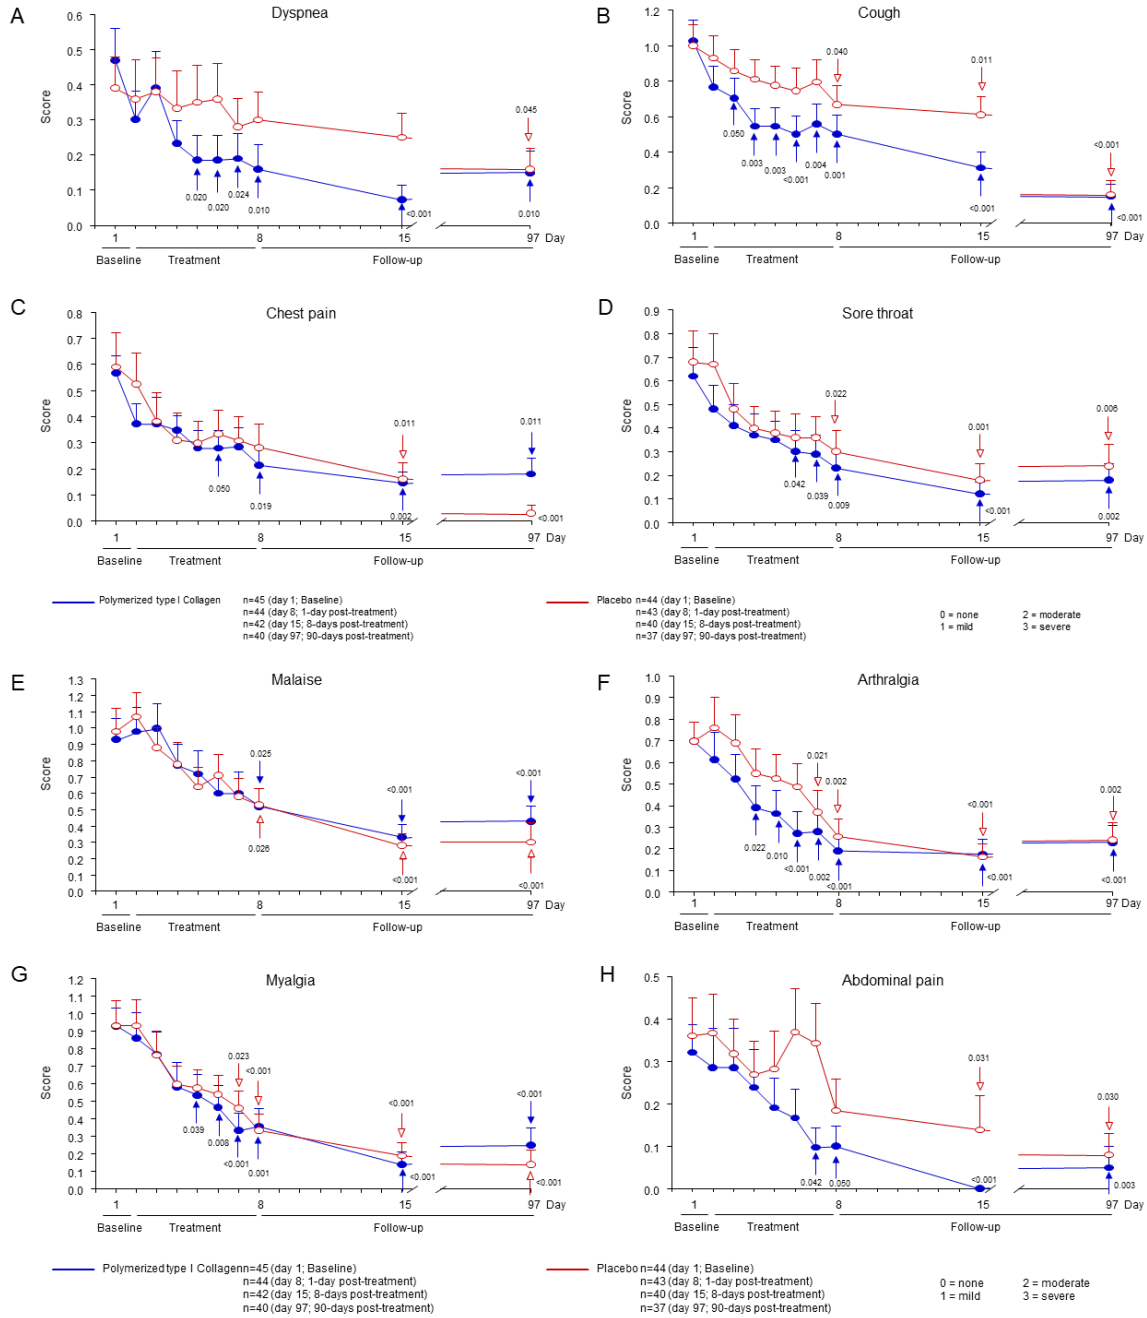 A
Dyspnea
Score
0.6
0.5
0.4
0.3
0.2
0.1
0.0
0.020
0.020
0.024
0.010
<0.001
0.045
0.010
1
8
15
97 Day
Baseline
Treatment
Follow-up
B
Cough
Score
1.2
1.0
0.8
0.6
0.4
0.2
0.0
0.050
0.003
0.003
<0.001
0.004
0.001
0.040
0.011
<0.001
<0.001
<0.001
1
8
15
97 Day
Baseline
Treatment
Follow-up
C
Chest pain
Score
0.8
0.7
0.6
0.5
0.4
0.3
0.2
0.1
0.0
0.050
0.019
0.011
0.002
0.011
<0.001
1
8
15
97 Day
Baseline
Treatment
Follow-up
D
Sore throat
Score
0.9
0.8
0.7
0.6
0.5
0.4
0.3
0.2
0.1
0.0
0.042
0.039
0.009
0.022
0.001
<0.001
0.006
0.002
1
8
15
97 Day
Baseline
Treatment
Follow-up
Polymerized type I Collagen
n=45 (day 1; Baseline)
n=44 (day 8; 1-day post-treatment)
n=42 (day 15; 8-days post-treatment)
n=40 (day 97; 90-days post-treatment)
Placebo n=44 (day 1; Baseline)
n=43 (day 8; 1-day post-treatment)
n=40 (day 15; 8-days post-treatment)
n=37 (day 97; 90-days post-treatment)
0 = none 2 = moderate
1 = mild 3 = severe
E
Malaise
Score
1.3
1.2
1.1
1.0
0.9
0.8
0.7
0.6
0.5
0.4
0.3
0.2
0.1
0.0
0.025
0.026
<0.001
<0.001
<0.001
<0.001
1
8
15
97 Day
Baseline
Treatment
Follow-up
F
Arthralgia
Score
1.0
0.9
0.8
0.7
0.6
0.5
0.4
0.3
0.2
0.1
0.0
0.022
0.010
<0.001
0.002
<0.001
0.021
0.002
<0.001
<0.001
0.002
<0.001
1
8
15
97 Day
Baseline
Treatment
Follow-up
G
Myalgia
Score
1.2
1.1
1.0
0.9
0.8
0.7
0.6
0.5
0.4
0.3
0.2
0.1
0.0
0.039
0.008
<0.001
0.001
0.023
<0.001
<0.001
<0.001
<0.001
<0.001
1
8
15
97 Day
Baseline
Treatment
Follow-up
H
Abdominal pain
Score
0.5
0.4
0.3
0.2
0.1
0.0
0.042
0.050
0.031
<0.001
0.030
0.003
1
8
15
97 Day
Baseline
Treatment
Follow-up
Polymerized type I Collagenn=45 (day 1; Baseline)
n=44 (day 8; 1-day post-treatment)
n=42 (day 15; 8-days post-treatment)
n=40 (day 97; 90-days post-treatment)
Placebo n=44 (day 1; Baseline)
n=43 (day 8; 1-day post-treatment)
n=40 (day 15; 8-days post-treatment)
n=37 (day 97; 90-days post-treatment)
0 = none 2 = moderate
1 = mild 3 = severe